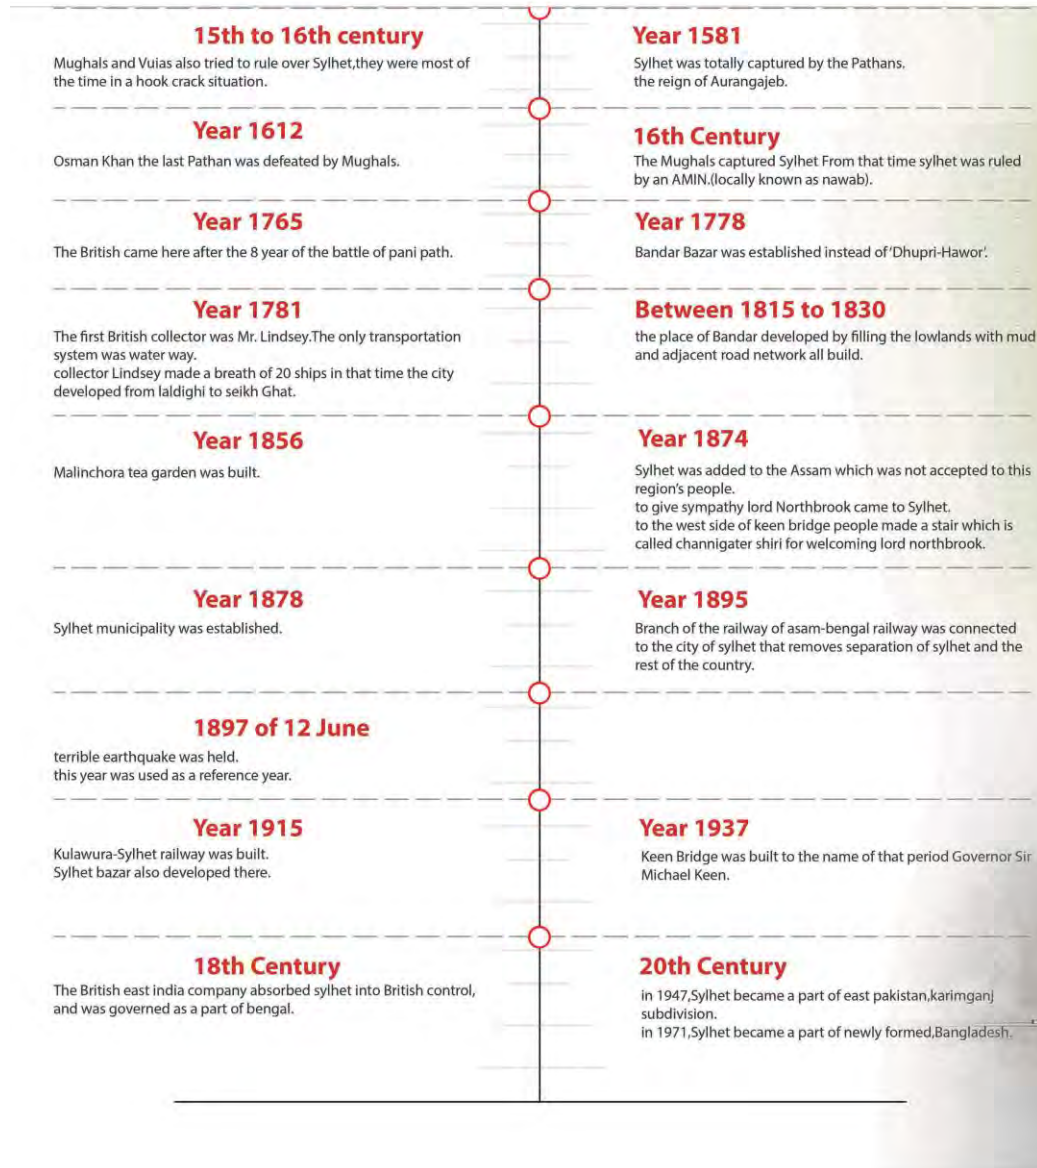 15th to 16th century
Mughals and Vuias also tried to rule over Sylhet,they were most of
the time in a hook crack situation.
Year 1581
Sylhet was totally captured by the Pathans.
the reign of Aurangajeb.
Year 1612
Osman Khan the last Pathan was defeated by Mughals.
16th Century
The Mughals captured Sylhet From that time sylhet was ruled
by an AMIN.(locally known as nawab).
Year 1765
The British came here after the 8 year of the battle of pani path.
Year 1778
Bandar Bazar was established instead of 'Dhupri-Hawor'.
Year 1781
The first British collector was Mr. Lindsey.The only transportation
system was water way.
collector Lindsey made a breath of 20 ships in that time the city
developed from laldighi to seikh Ghat.
Between 1815 to 1830
the place of Bandar developed by filling the lowlands with mud
and adjacent road network all build.
Year 1856
Malinchora tea garden was built.
Year 1874
Sylhet was added to the Assam which was not accepted to this
region's people.
to give sympathy lord Northbrook came to Sylhet.
to the west side of keen bridge people made a stair which is
called channigater shiri for welcoming lord northbrook.
Year 1878
Sylhet municipality was established.
Year 1895
Branch of the railway of asam-bengal railway was connected
to the city of sylhet that removes separation of sylhet and the
rest of the country.
1897 of 12 June
terrible earthquake was held.
this year was used as a reference year.
Year 1915
Kulawura-Sylhet railway was built.
Sylhet bazar also developed there.
Year 1937
Keen Bridge was built to the name of that period Governor Sir
Michael Keen.
18th Century
The British east india company absorbed sylhet into British control,
and was governed as a part of bengal.
20th Century
in 1947,Sylhet became a part of east pakistan,karimganj
subdivision.
in 1971,Sylhet became a part of newly formed,Bangladesh.